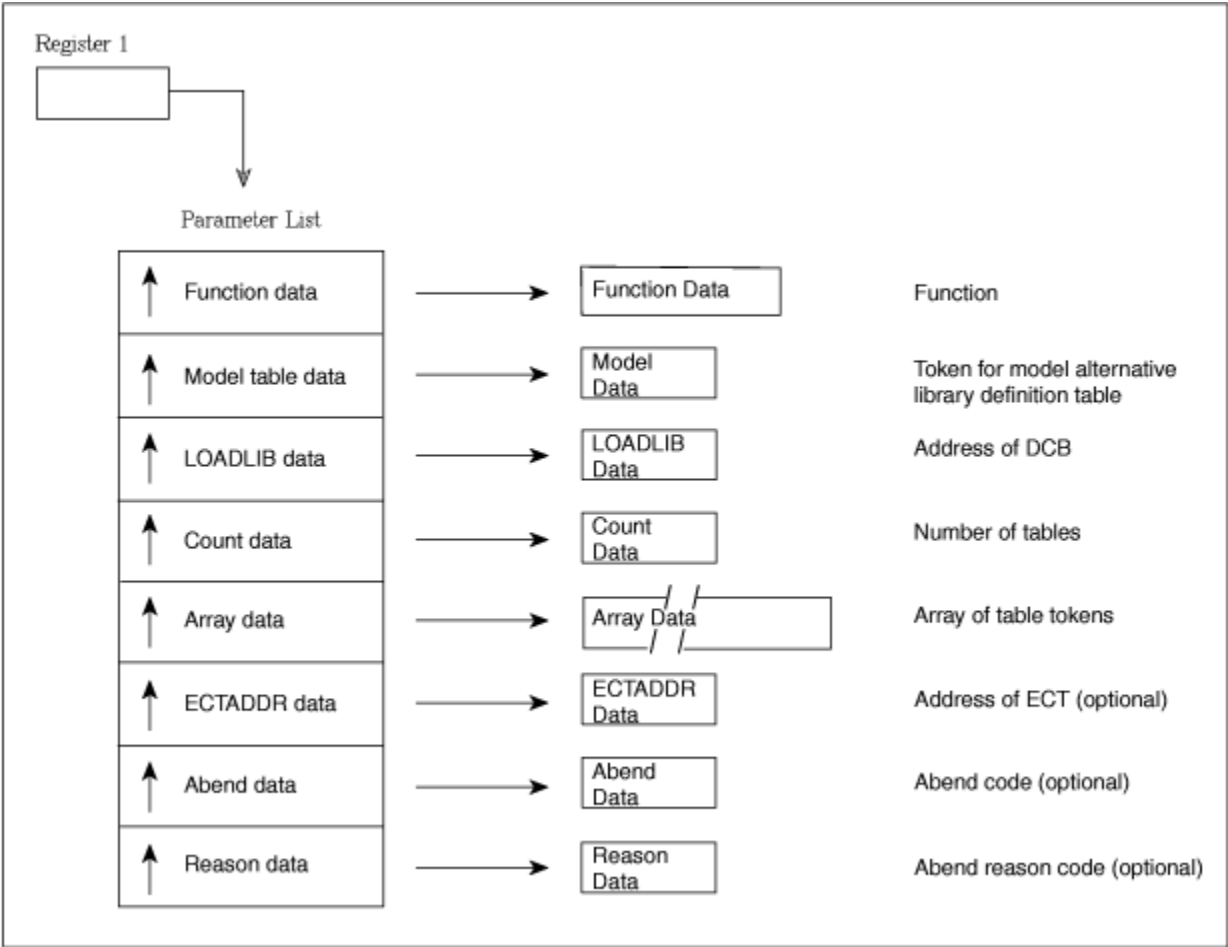 Register 1
Parameter List
Function data
Function Data
Function
Model table data
Model
Data
Token for model alternative
library definition table
LOADLIB data
LOADLIB
Data
Address of DCB
Count data
Count
Data
Number of tables
Array data
Array Data
Array of table tokens
ECTADDR data
ECTADDR
Data
Address of ECT (optional)
Abend data
Abend
Data
Abend code (optional)
Reason data
Reason
Data
Abend reason code (optional)